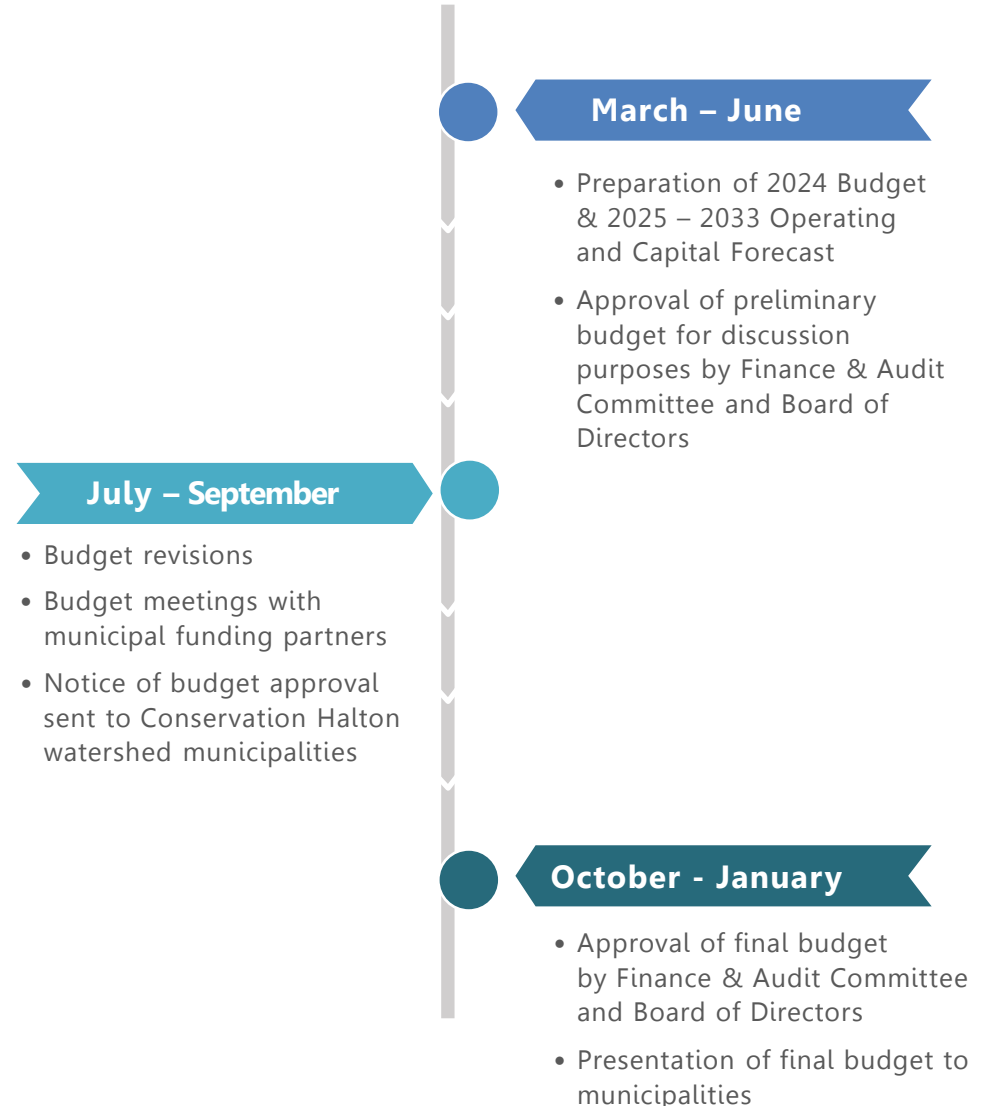 March – June
• Preparation of 2024 Budget
& 2025 – 2033 Operating
and Capital Forecast
• Approval of preliminary
budget for discussion
purposes by Finance & Audit
Committee and Board of
Directors
July – September
• Budget revisions
• Budget meetings with
municipal funding partners
• Notice of budget approval
sent to Conservation Halton
watershed municipalities
October - January
• Approval of final budget
by Finance & Audit Committee
and Board of Directors
• Presentation of final budget to
municipalities